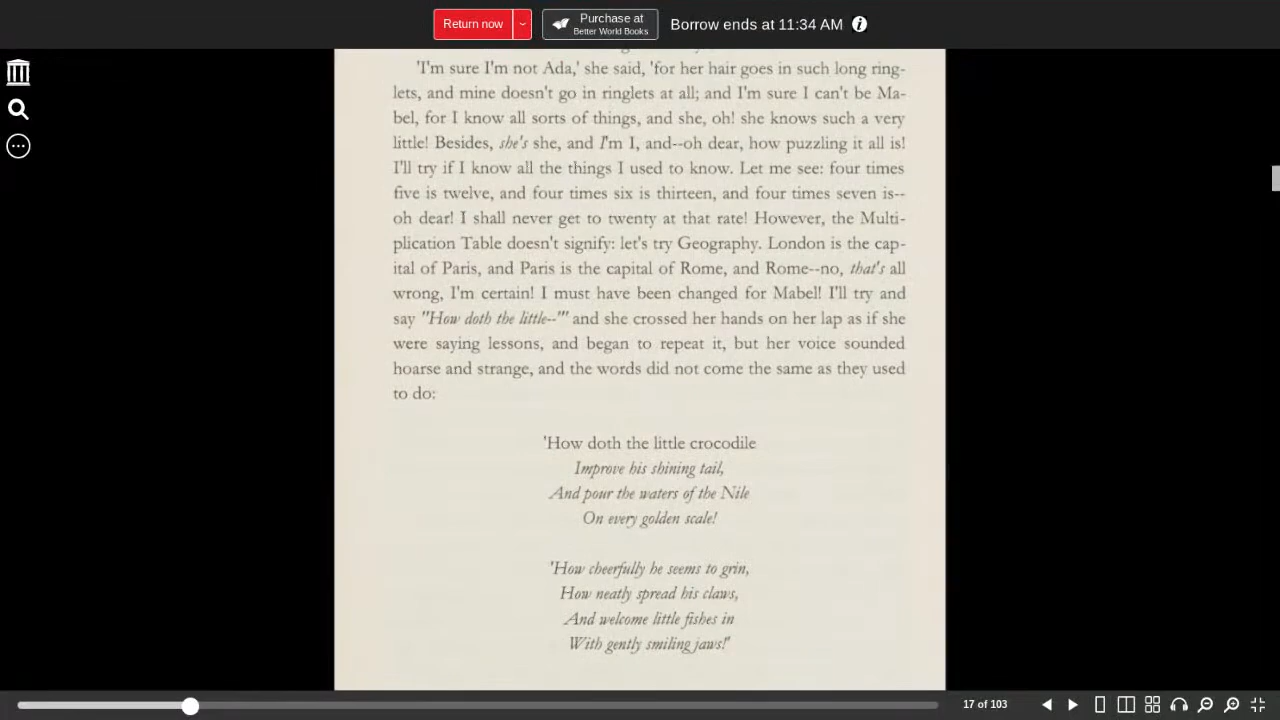 Return now
Purchase at
Better World Books
Borrow ends at 11:34 AM
'I'm sure I'm not Ada,' she said, 'for her hair goes in such long ring-
lets, and mine doesn't go in ringlets at all; and I'm sure I can't be Ma-
bel, for I know all sorts of things, and she, oh! she knows such a very
little! Besides, she's she, and I'm I, and--oh dear, how puzzling it all is!
I'll try if I know all the things I used to know. Let me see: four times
five is twelve, and four times six is thirteen, and four times seven is--
oh dear! I shall never get to twenty at that rate! However, the Multi-
plication Table doesn't signify: let's try Geography. London is the cap-
ital of Paris, and Paris is the capital of Rome, and Rome--no, that's all
wrong, I'm certain! I must have been changed for Mabel! I'll try and
say "How doth the little--"' and she crossed her hands on her lap as if she
were saying lessons, and began to repeat it, but her voice sounded
hoarse and strange, and the words did not come the same as they used
to do:
'How doth the little crocodile
Improve his shining tail,
And pour the waters of the Nile
On every golden scale!
'How cheerfully he seems to grin,
How neatly spread his claws,
And welcome little fishes in
With gently smiling jaws!'
17 of 103